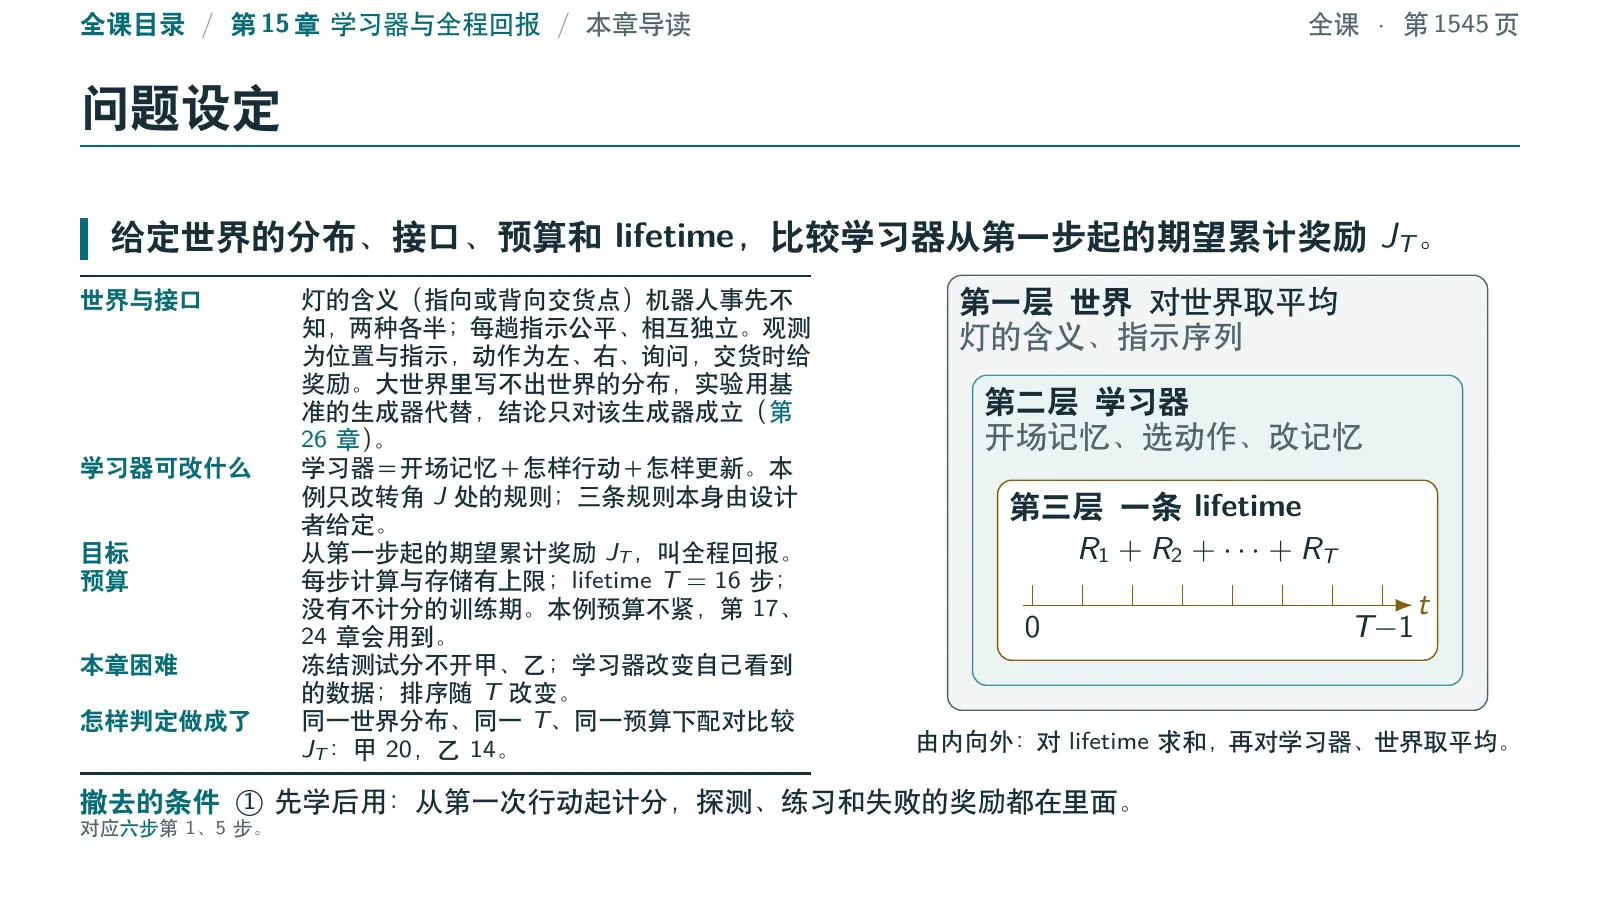 全课目录 / 第 15 章 学习器与全程回报 / 本章导读
全课 · 第 1545 页
问题设定
给定世界的分布、接口、预算和 lifetime，比较学习器从第一步起的期望累计奖励 J_T。
世界与接口
灯的含义（指向或背向交货点）机器人事先不
知，两种各半；每趟指示公平、相互独立。观测
为位置与指示，动作为左、右、询问，交货时给
奖励。大世界里写不出世界的分布，实验用基
准的生成器代替，结论只对该生成器成立（第
26 章）。
学习器可改什么
学习器＝开场记忆＋怎样行动＋怎样更新。本
例只改转角 J 处的规则；三条规则本身由设计
者给定。
目标
从第一步起的期望累计奖励 J_T，叫全程回报。
预算
每步计算与存储有上限；lifetime T = 16 步；
没有不计分的训练期。本例预算不紧，第 17、
24 章会用到。
本章困难
冻结测试分不开甲、乙；学习器改变自己看到
的数据；排序随 T 改变。
怎样判定做成了
同一世界分布、同一 T、同一预算下配对比较
J_T：甲 20，乙 14。
第一层 世界 对世界取平均
灯的含义、指示序列
第二层 学习器
开场记忆、选动作、改记忆
第三层 一条 lifetime
R_1 + R_2 + ⋯ + R_T
t
0
T−1
由内向外：对 lifetime 求和，再对学习器、世界取平均。
撤去的条件 ① 先学后用：从第一次行动起计分，探测、练习和失败的奖励都在里面。
对应六步第 1、5 步。